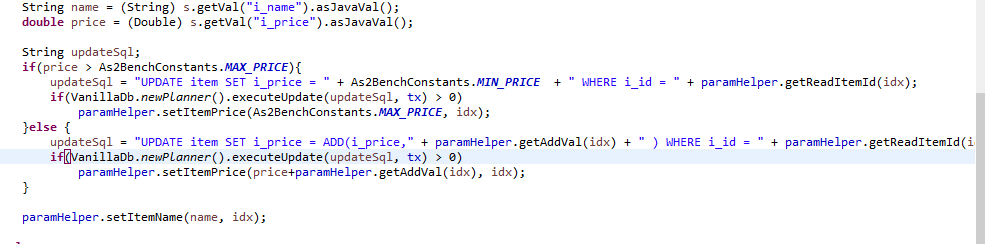 String name = (String) s.getVal("i_name").asJavaVal();
double price = (Double) s.getVal("i_price").asJavaVal();
String updateSql;
if(price > As2BenchConstants.MAX_PRICE){
updateSql = "UPDATE item SET i_price = " + As2BenchConstants.MIN_PRICE  + " WHERE i_id = " + paramHelper.getReadItemId(idx);
if(VanillaDb.newPlanner().executeUpdate(updateSql, tx) > 0)
paramHelper.setItemPrice(As2BenchConstants.MAX_PRICE, idx);
}else {
updateSql = "UPDATE item SET i_price = ADD(i_price," + paramHelper.getAddVal(idx) + " ) WHERE i_id = " + paramHelper.getReadItemId(i
if(VanillaDb.newPlanner().executeUpdate(updateSql, tx) > 0)
paramHelper.setItemPrice(price+paramHelper.getAddVal(idx), idx);
}
paramHelper.setItemName(name, idx);